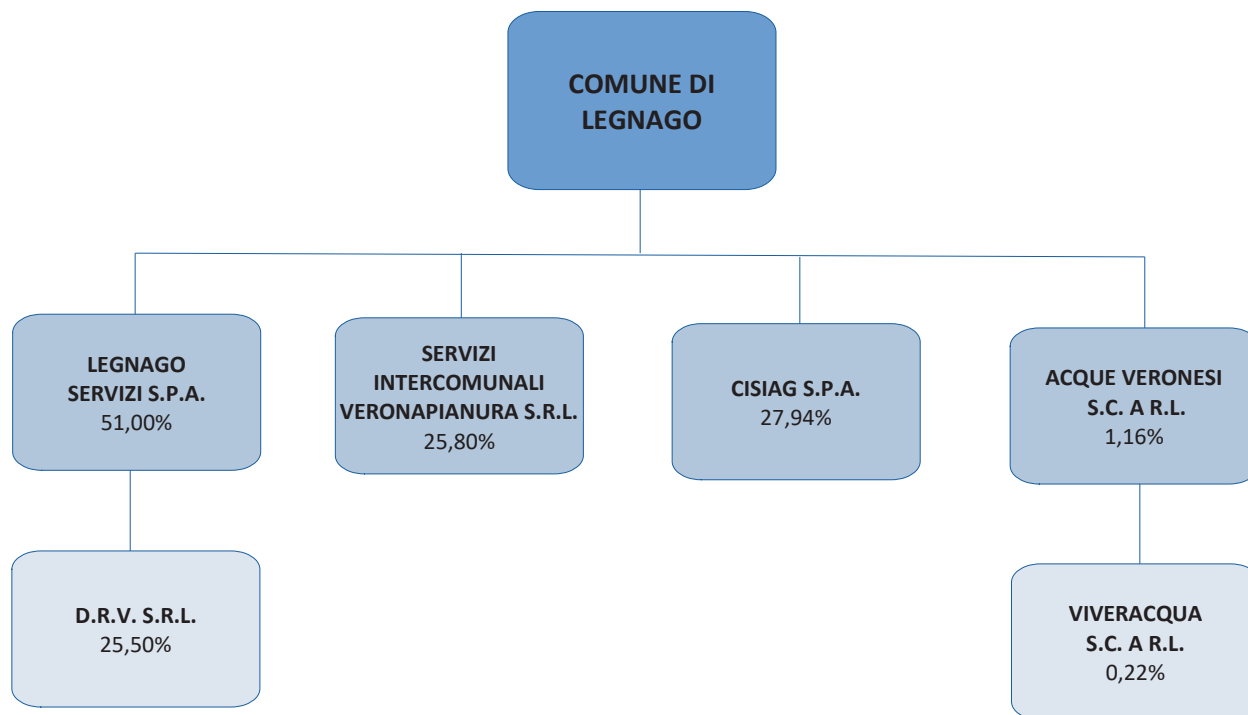 COMUNE DI
LEGNAGO
LEGNAGO
SERVIZI S.P.A.
51,00%
SERVIZI
INTERCOMUNALI
VERONAPIANURA S.R.L.
25,80%
CISIAG S.P.A.
27,94%
ACQUE VERONESI
S.C. A R.L.
1,16%
D.R.V. S.R.L.
25,50%
VIVERACQUA
S.C. A R.L.
0,22%